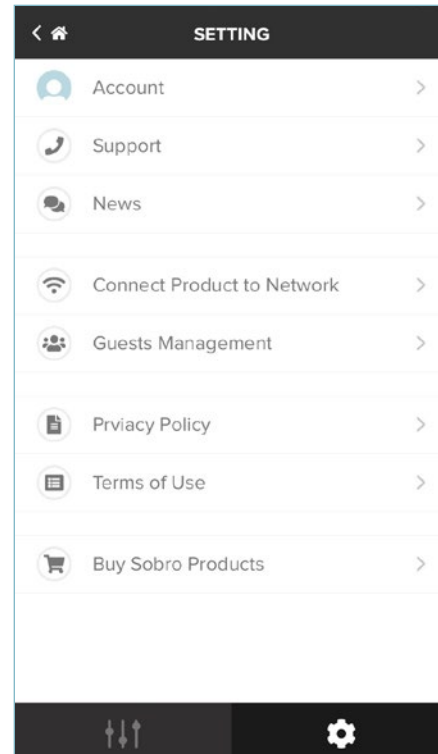 SETTING
Account
Support
News
Connect Product to Network
Guests Management
Prviacy Policy
Terms of Use
Buy Sobro Products